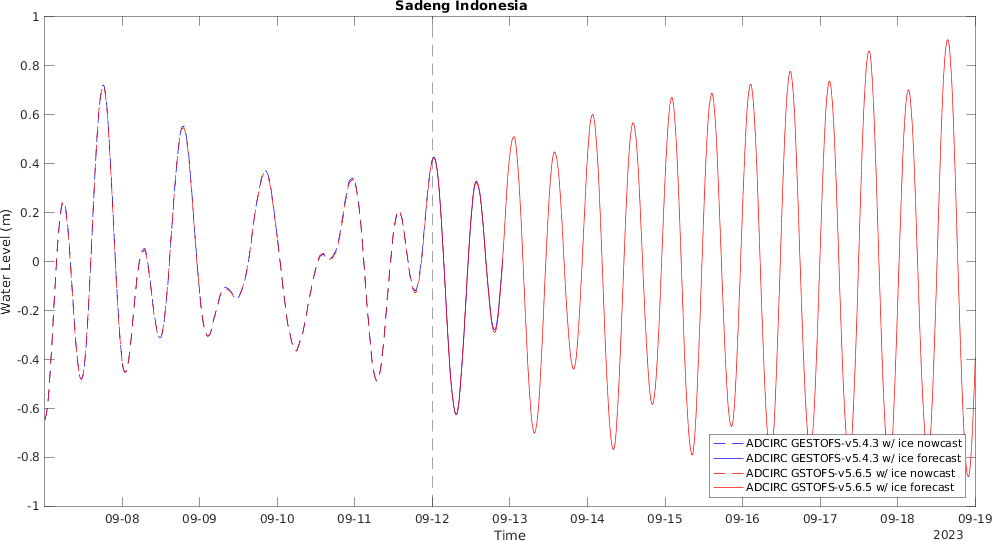 Sadeng Indonesia
1
0.8
0.6
0.4
0.2
0
-0.2
-0.4
-0.6
-0.8
-1
Water Level (m)
ADCIRC GESTOFS-v5.4.3 w/ ice nowcast
ADCIRC GESTOFS-v5.4.3 w/ ice forecast
ADCIRC GSTOFS-v5.6.5 w/ ice nowcast
ADCIRC GSTOFS-v5.6.5 w/ ice forecast
09-08 09-09 09-10 09-11 09-12 09-13 09-14 09-15 09-16 09-17 09-18 09-19
Time
2023